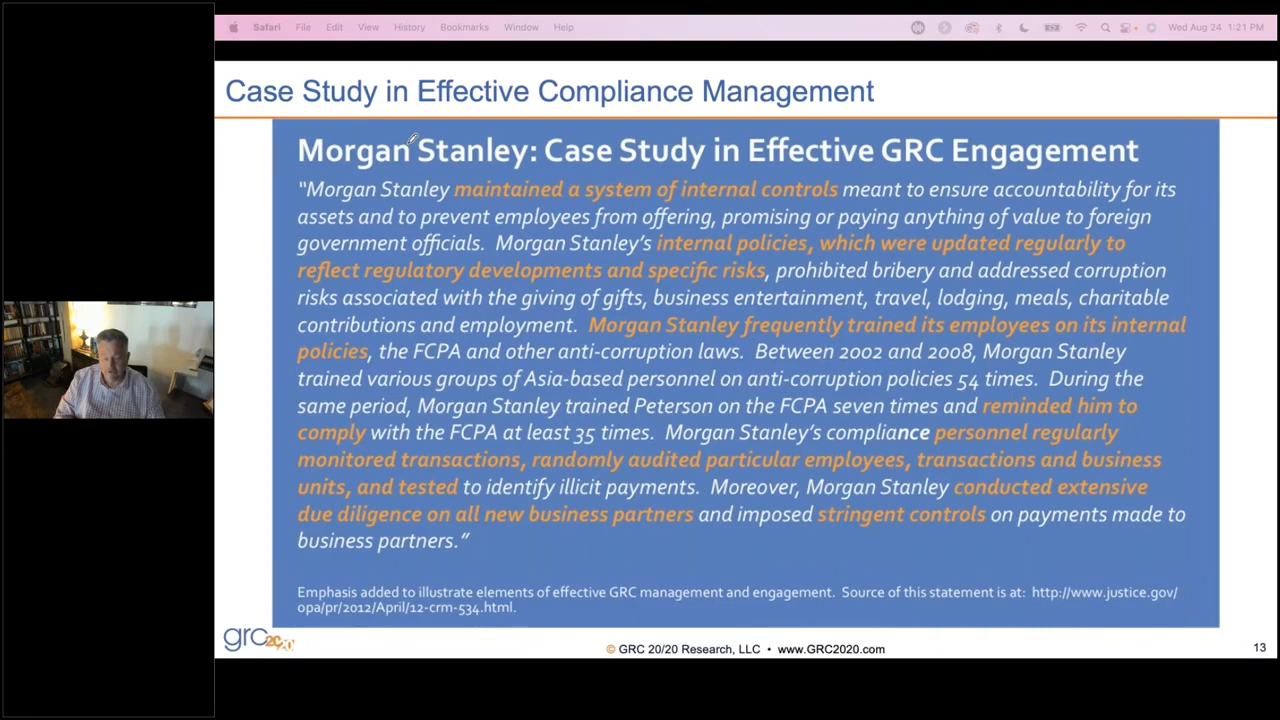 Safari File Edit View History Bookmarks Window Help Wed Aug 24 1:21 PM
Case Study in Effective Compliance Management
Morgan Stanley: Case Study in Effective GRC Engagement
“Morgan Stanley maintained a system of internal controls meant to ensure accountability for its
assets and to prevent employees from offering, promising or paying anything of value to foreign
government officials. Morgan Stanley’s internal policies, which were updated regularly to
reflect regulatory developments and specific risks, prohibited bribery and addressed corruption
risks associated with the giving of gifts, business entertainment, travel, lodging, meals, charitable
contributions and employment. Morgan Stanley frequently trained its employees on its internal
policies, the FCPA and other anti-corruption laws. Between 2002 and 2008, Morgan Stanley
trained various groups of Asia-based personnel on anti-corruption policies 54 times. During the
same period, Morgan Stanley trained Peterson on the FCPA seven times and reminded him to
comply with the FCPA at least 35 times. Morgan Stanley’s compliance personnel regularly
monitored transactions, randomly audited particular employees, transactions and business
units, and tested to identify illicit payments. Moreover, Morgan Stanley conducted extensive
due diligence on all new business partners and imposed stringent controls on payments made to
business partners.”
Emphasis added to illustrate elements of effective GRC management and engagement. Source of this statement is at: http://www.justice.gov/
opa/pr/2012/April/12-crm-534.html.
grc2020
© GRC 20/20 Research, LLC • www.GRC2020.com
13